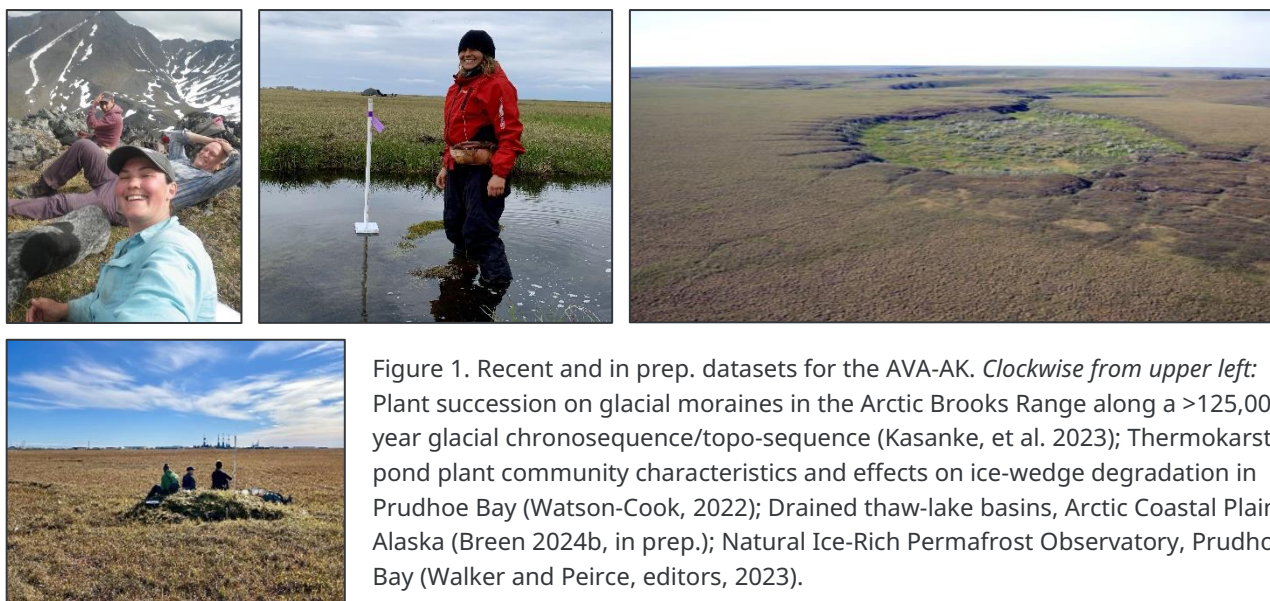 Figure 1. Recent and in prep. datasets for the AVA-AK. Clockwise from upper left:
Plant succession on glacial moraines in the Arctic Brooks Range along a >125,00
year glacial chronosequence/topo-sequence (Kasanke, et al. 2023); Thermokarst
pond plant community characteristics and effects on ice-wedge degradation in
Prudhoe Bay (Watson-Cook, 2022); Drained thaw-lake basins, Arctic Coastal Plain
Alaska (Breen 2024b, in prep.); Natural Ice-Rich Permafrost Observatory, Prudho
Bay (Walker and Peirce, editors, 2023).